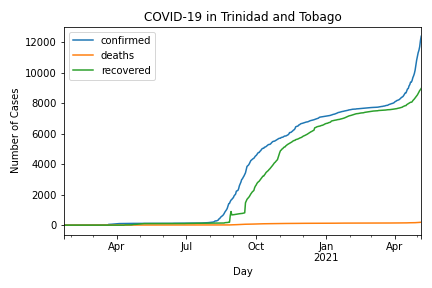 COVID-19 in Trinidad and Tobago
confirmed
deaths
recovered
Number of Cases
12000
10000
8000
6000
4000
2000
0
Apr
Jul
Oct
Jan
2021
Apr
Day